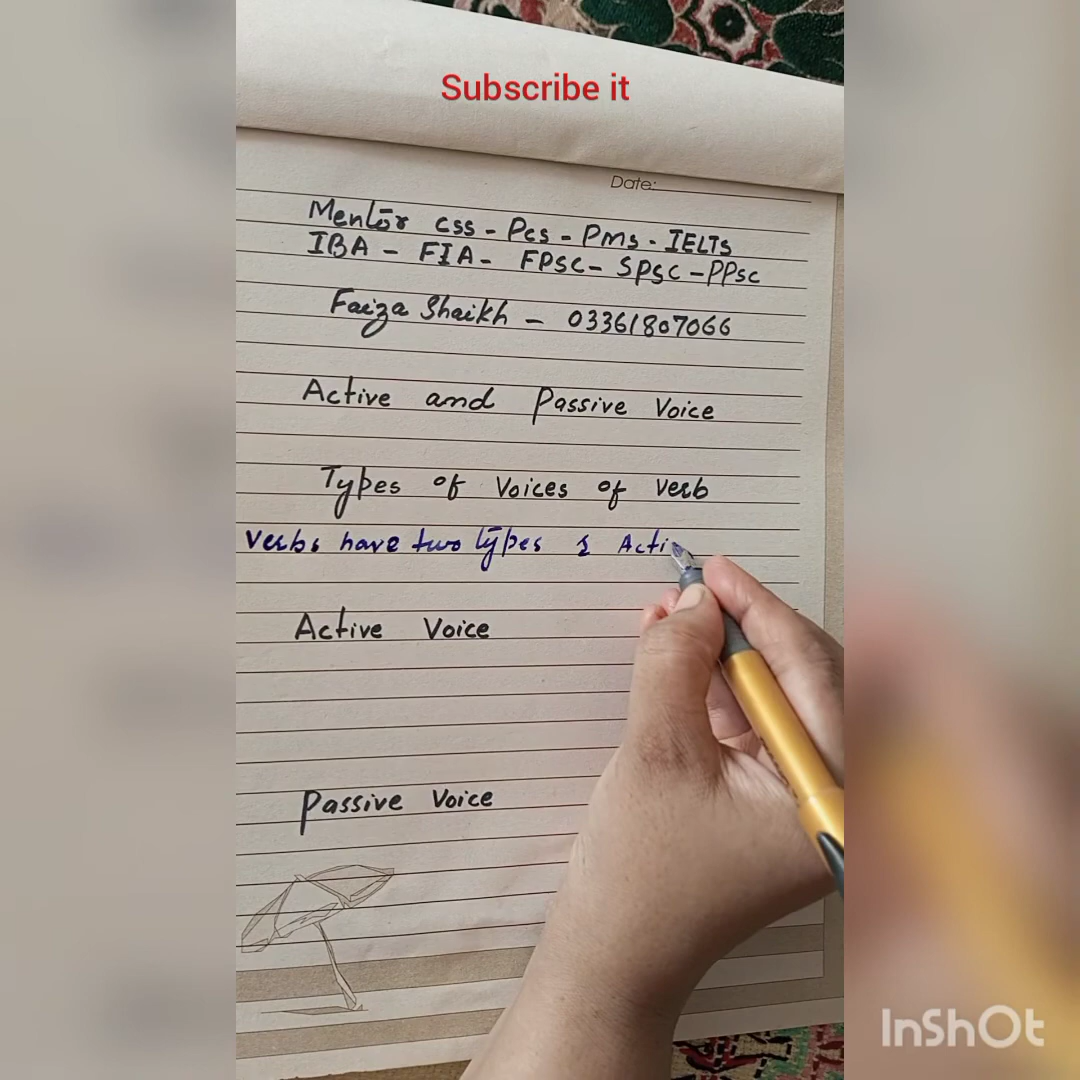 Subscribe it
Date:
Mentor CSS - PCS - PMS - IELTS
IBA - FIA - FPSC - SPSC - PPSC
Faiza Shaikh - 03361807066
Active and Passive Voice
Types of Voices of Verb
Verbs have two types & Acti
Active Voice
Passive Voice
InShOt